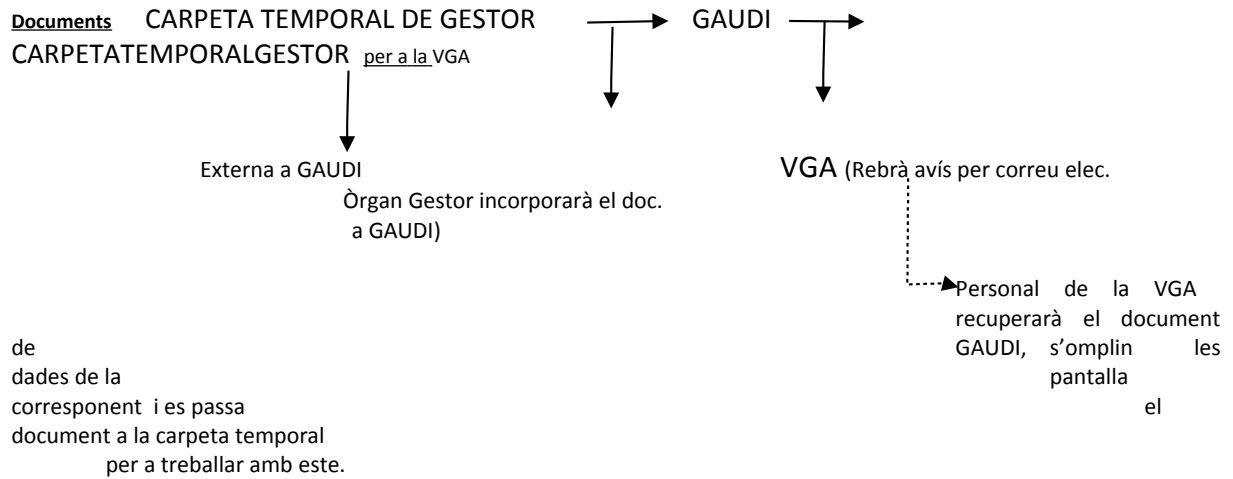 Documents CARPETA TEMPORAL DE GESTOR GAUDI
CARPETATEMPORALGESTOR per a la VGA
Externa a GAUDI VGA (Rebrà avís per correu elec.
Òrgan Gestor incorporarà el doc.
a GAUDI)
Personal de la VGA
recuperarà el document
de GAUDI, s’omplin les
dades de la pantalla
corresponent i es passa el
document a la carpeta temporal
per a treballar amb este.